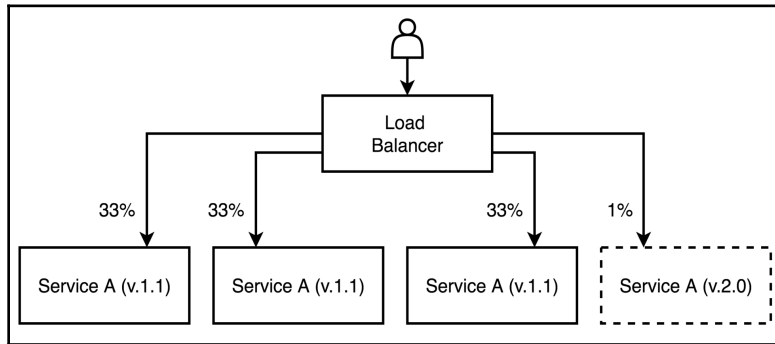 Load
Balancer
33%
33%
33%
1%
Service A (v.1.1)
Service A (v.1.1)
Service A (v.1.1)
Service A (v.2.0)